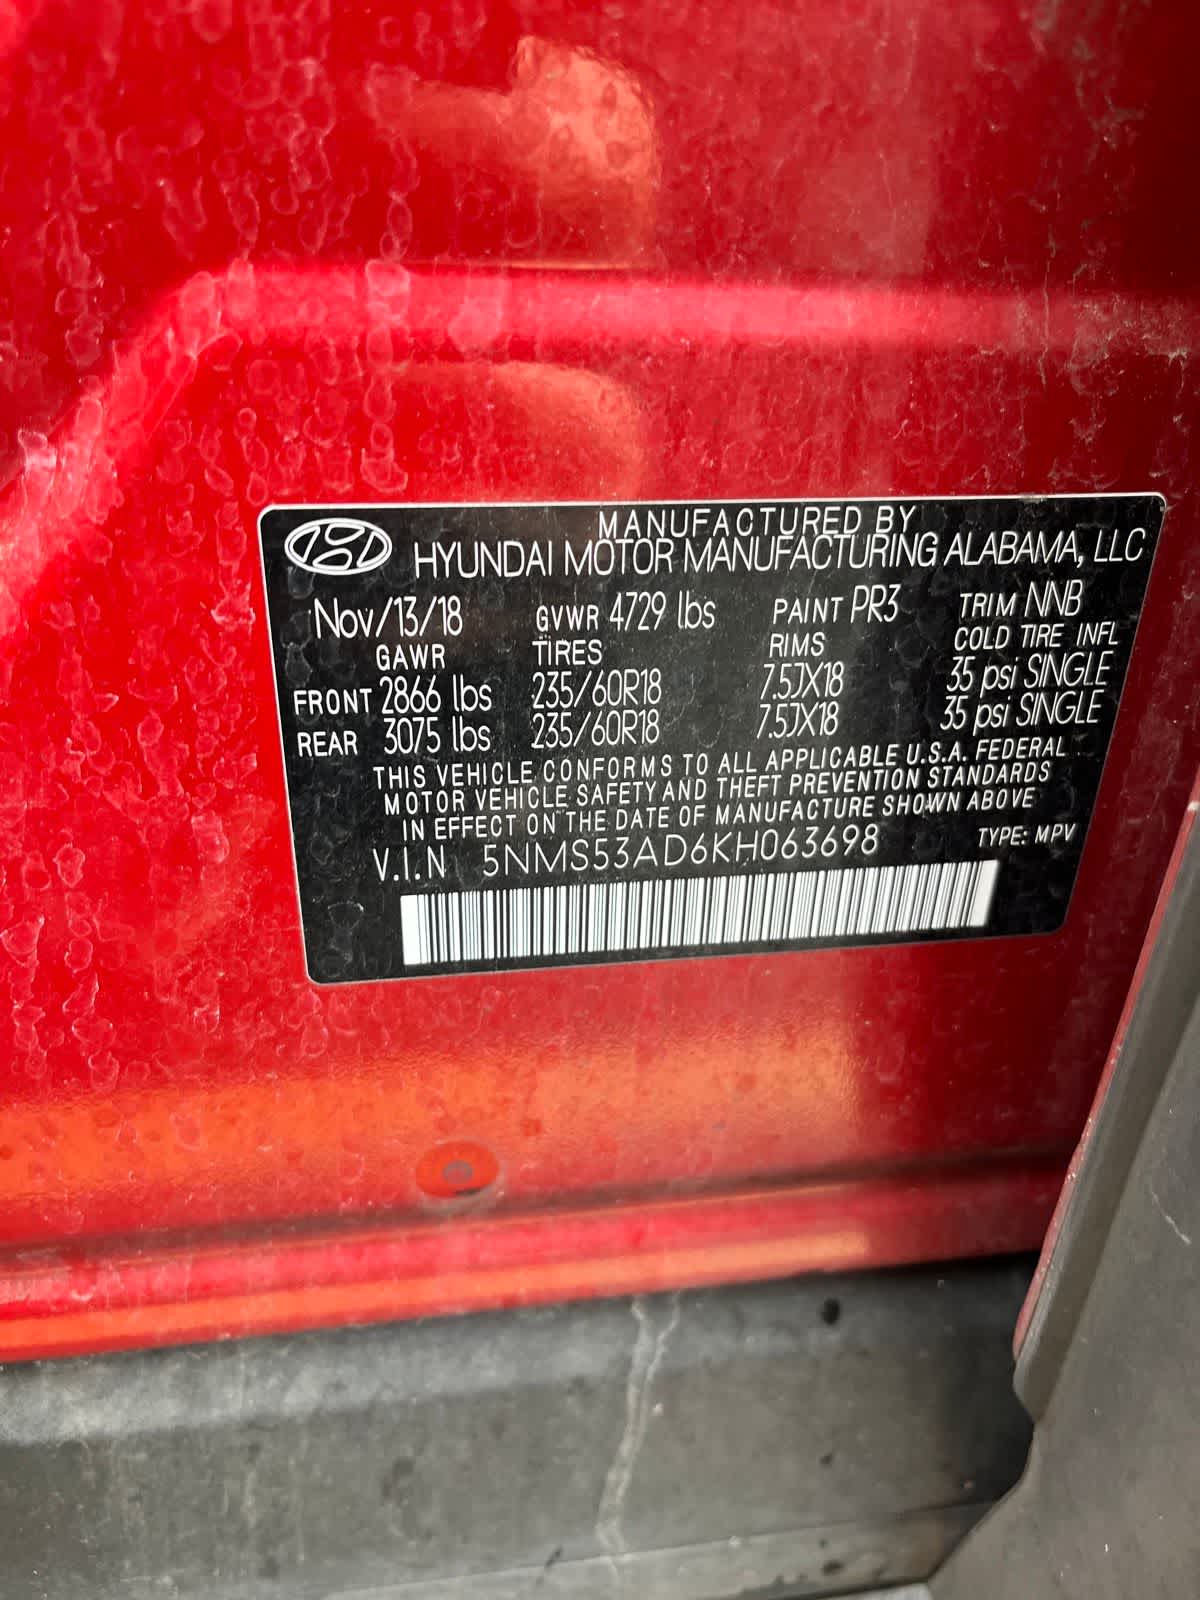 MANUFACTURED BY
HYUNDAI MOTOR MANUFACTURING ALABAMA, LLC
Nov/13/18 GVWR 4729 lbs PAINT PR3 TRIM NNB
GAWR TIRES RIMS COLD TIRE INFL
FRONT 2866 lbs 235/60R18 7.5JX18 35 psi SINGLE
REAR 3075 lbs 235/60R18 7.5JX18 35 psi SINGLE
THIS VEHICLE CONFORMS TO ALL APPLICABLE U.S.A. FEDERAL
MOTOR VEHICLE SAFETY AND THEFT PREVENTION STANDARDS
IN EFFECT ON THE DATE OF MANUFACTURE SHOWN ABOVE
V.I.N 5NMS53AD6KH063698 TYPE: MPV